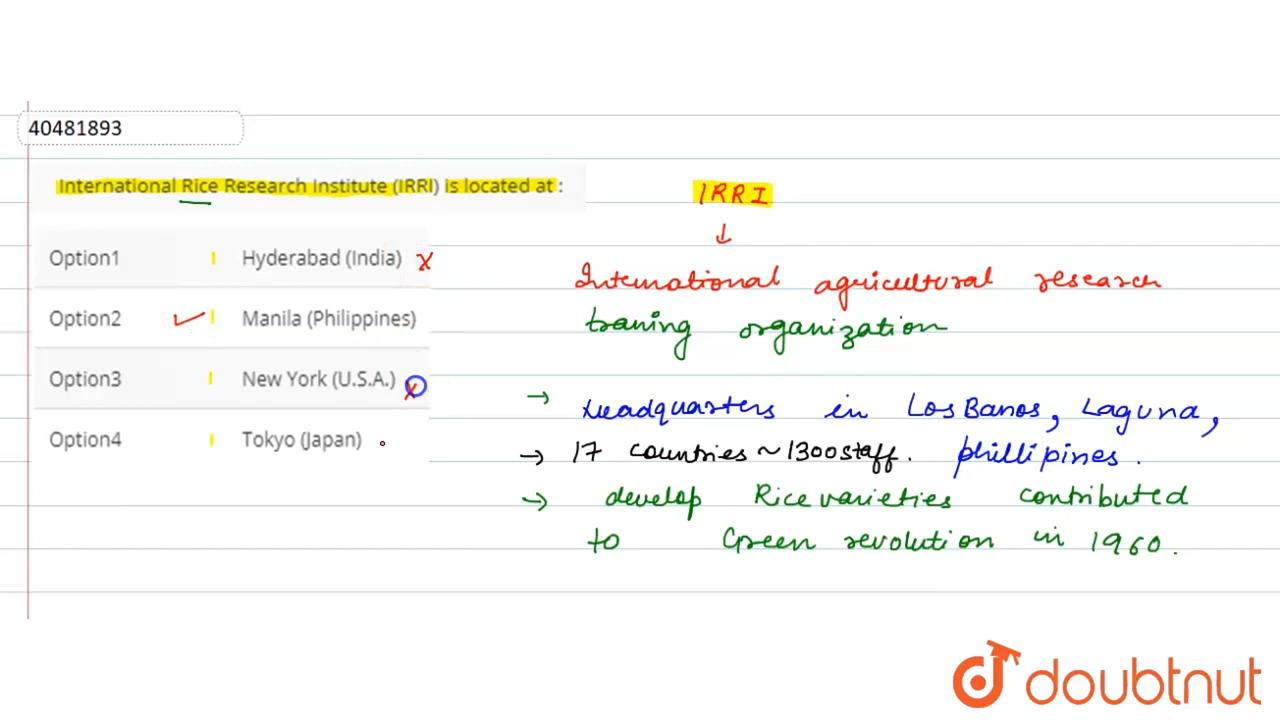 40481893
International Rice Research Institute (IRRI) is located at :
Option1 Hyderabad (India) x
Option2 ✓ Manila (Philippines)
Option3 New York (U.S.A.) x
Option4 Tokyo (Japan)
IRRI
↓
International agricultural research
traning organization
→ Headquarters in Los Banos, Laguna,
→ 17 countries ~ 1300 staff. phillipines.
→ develop Rice varieties contributed
to Green revolution in 1960.
doubtnut